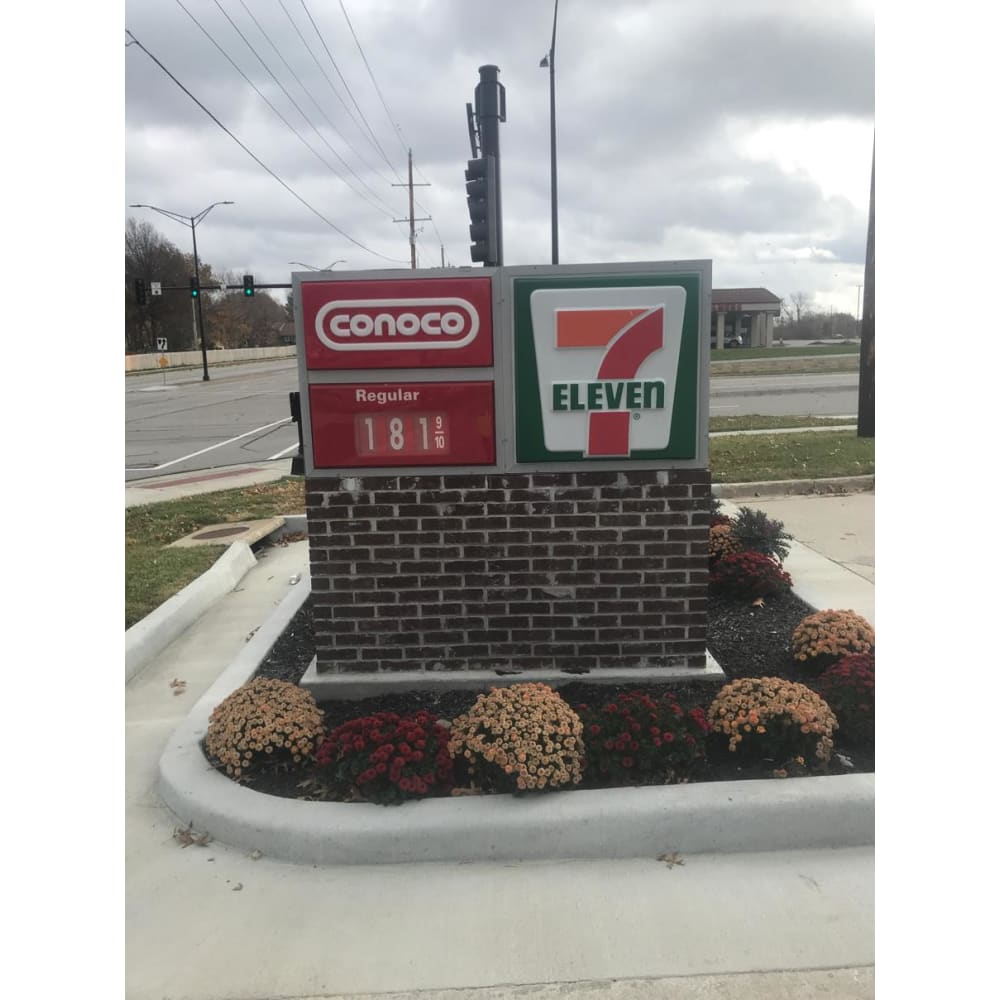 conoco
Regular
181 9/10
7
ELEVEn
®